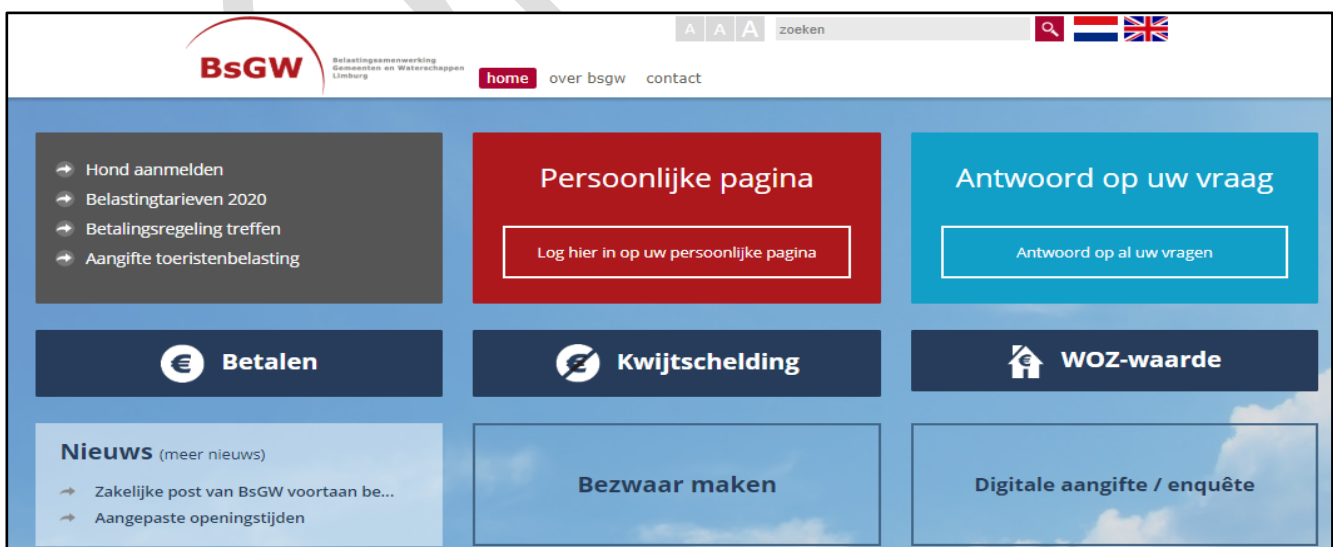 A A A zoeken
BsGW
Belastingsamenwerking
Gemeenten en Waterschappen
Limburg
home over bsgw contact
Hond aanmelden
Belastingtarieven 2020
Betalingsregeling treffen
Aangifte toeristenbelasting
Persoonlijke pagina
Log hier in op uw persoonlijke pagina
Antwoord op uw vraag
Antwoord op al uw vragen
€ Betalen
Kwijtschelding
WOZ-waarde
Nieuws (meer nieuws)
Zakelijke post van BsGW voortaan be...
Aangepaste openingstijden
Bezwaar maken
Digitale aangifte / enquête